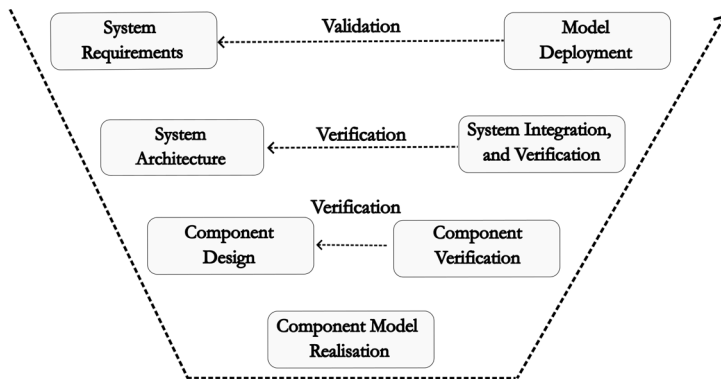 System
Requirements
Validation
Model
Deployment
System
Architecture
Verification
System Integration,
and Verification
Verification
Component
Design
Component
Verification
Component Model
Realisation